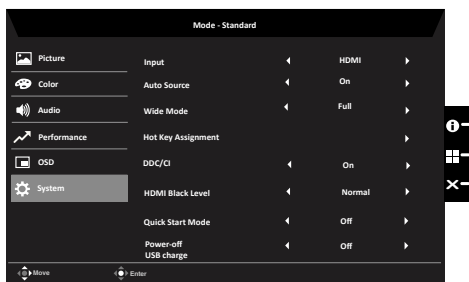 Mode - Standard
Picture
Color
Audio
Performance
OSD
System
Input HDMI
Auto Source On
Wide Mode Full
Hot Key Assignment
DDC/CI On
HDMI Black Level Normal
Quick Start Mode Off
Power-off Off
USB charge
Move Enter